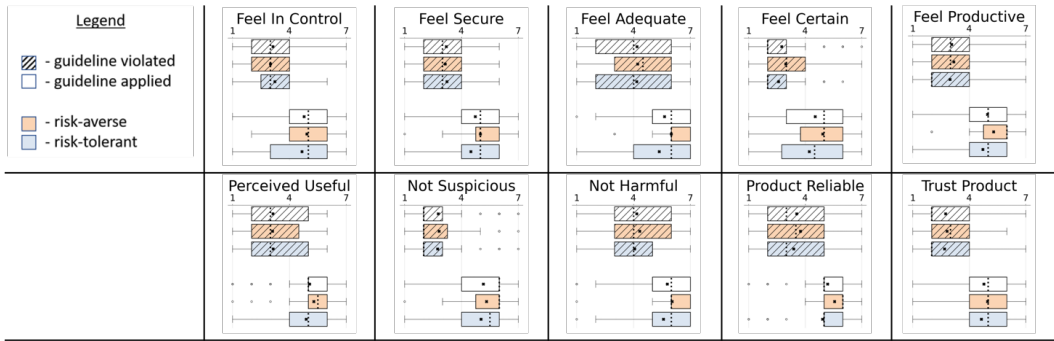 Legend
- guideline violated
- guideline applied
- risk-averse
- risk-tolerant
Feel In Control
1 4 7
Feel Secure
1 4 7
Feel Adequate
1 4 7
Feel Certain
1 4 7
Feel Productive
1 4 7
Perceived Useful
1 4 7
Not Suspicious
1 4 7
Not Harmful
1 4 7
Product Reliable
1 4 7
Trust Product
1 4 7